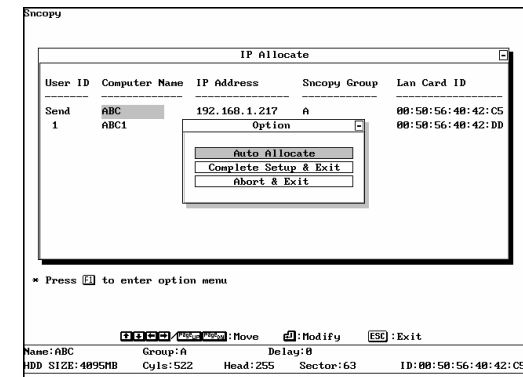 Sncopy
IP Allocate
User ID Computer Name IP Address Sncopy Group Lan Card ID
Send ABC 192.168.1.217 A 00:50:56:40:42:C5
1 ABC1 00:50:56:40:42:DD
Option
Auto Allocate
Complete Setup & Exit
Abort & Exit
* Press F1 to enter option menu
:Move :Modify ESC :Exit
Name:ABC Group:A Delay:0
HDD SIZE:4095MB Cyls:522 Head:255 Sector:63 ID:00:50:56:40:42:C5